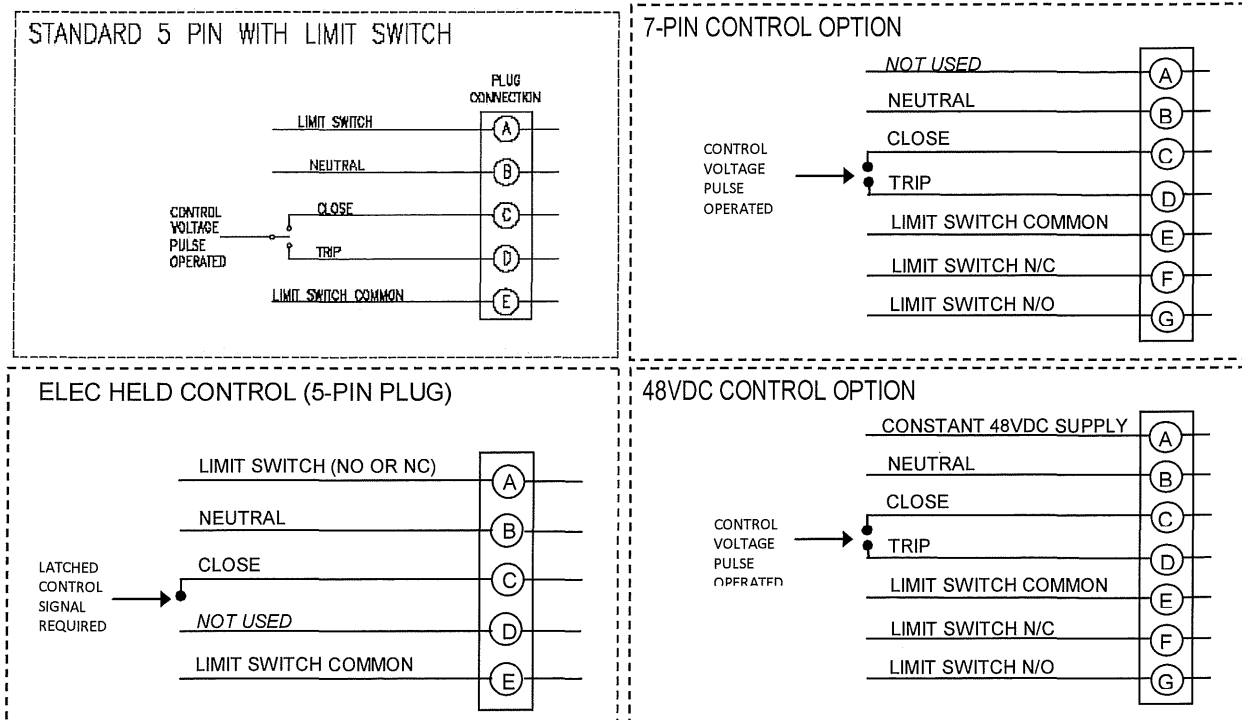 STANDARD 5 PIN WITH LIMIT SWITCH
PLUG
CONNECTION
LIMIT SWITCH
A
NEUTRAL
B
CONTROL
VOLTAGE
PULSE
OPERATED
CLOSE
C
TRIP
D
LIMIT SWITCH COMMON
E
7-PIN CONTROL OPTION
NOT USED
A
NEUTRAL
B
CONTROL
VOLTAGE
PULSE
OPERATED
CLOSE
C
TRIP
D
LIMIT SWITCH COMMON
E
LIMIT SWITCH N/C
F
LIMIT SWITCH N/O
G
ELEC HELD CONTROL (5-PIN PLUG)
LIMIT SWITCH (NO OR NC)
A
NEUTRAL
B
LATCHED
CONTROL
SIGNAL
REQUIRED
CLOSE
C
NOT USED
D
LIMIT SWITCH COMMON
E
48VDC CONTROL OPTION
CONSTANT 48VDC SUPPLY
A
NEUTRAL
B
CONTROL
VOLTAGE
PULSE
OPERATED
CLOSE
C
TRIP
D
LIMIT SWITCH COMMON
E
LIMIT SWITCH N/C
F
LIMIT SWITCH N/O
G